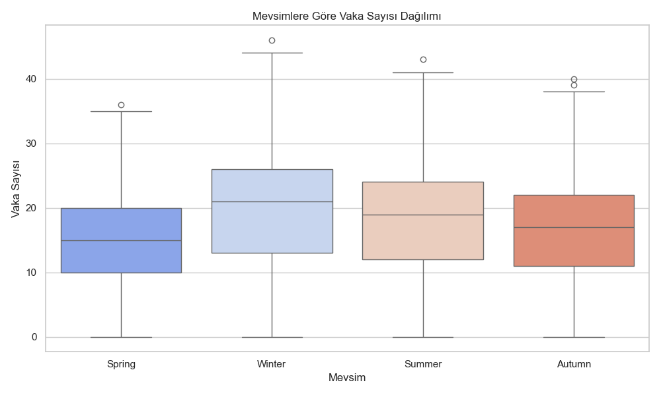 Mevsimlere Göre Vaka Sayısı Dağılımı
Vaka Sayısı
40
30
20
10
0
Spring
Winter
Summer
Autumn
Mevsim